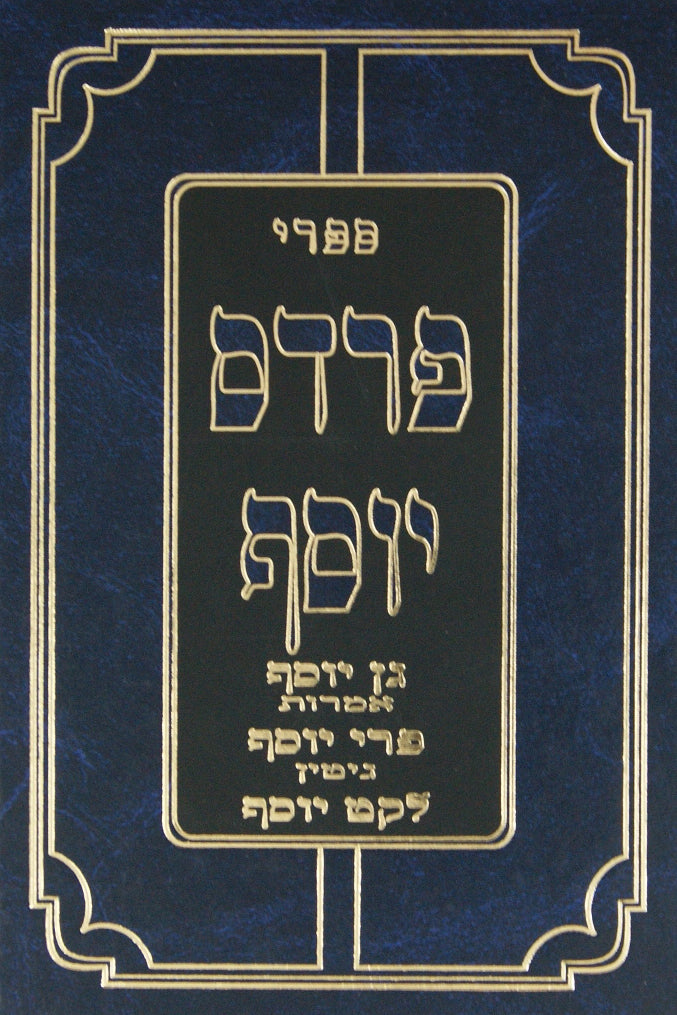 ספרי
פרדס
יוסף
גן יוסף
אמרות
פרי יוסף
גיטין
לקט יוסף